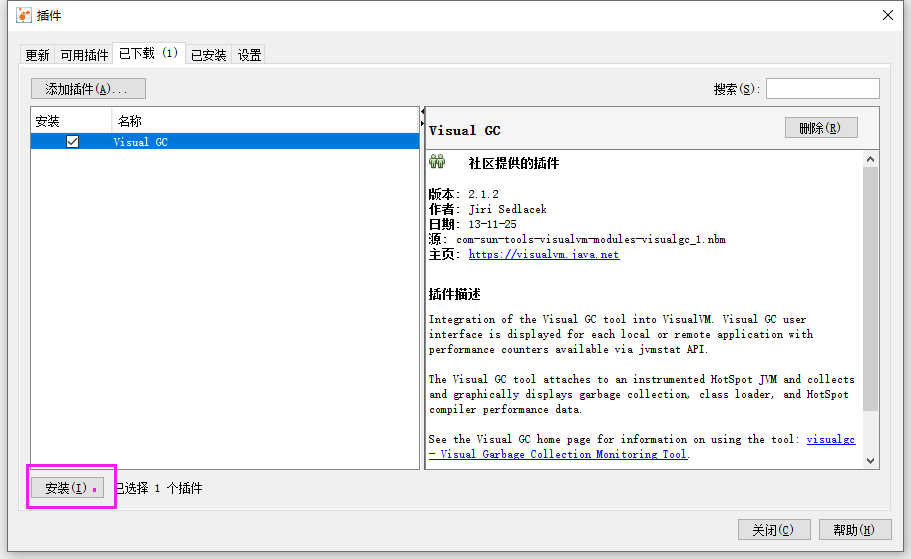 插件
更新 可用插件 已下载 (1) 已安装 设置
添加插件(A)...
搜索(S):
安装 名称
Visual GC
Visual GC
删除(R)
社区提供的插件
版本: 2.1.2
作者: Jiri Sedlacek
日期: 13-11-25
源: com-sun-tools-visualvm-modules-visualgc_1.nbm
主页: https://visualvm.java.net
插件描述
Integration of the Visual GC tool into VisualVM. Visual GC user
interface is displayed for each local or remote application with
performance counters available via jvmstat API.
The Visual GC tool attaches to an instrumented HotSpot JVM and collects
and graphically displays garbage collection, class loader, and HotSpot
compiler performance data.
See the Visual GC home page for information on using the tool: visualgc
- Visual Garbage Collection Monitoring Tool.
安装(I) 已选择 1 个插件
关闭(C) 帮助(H)